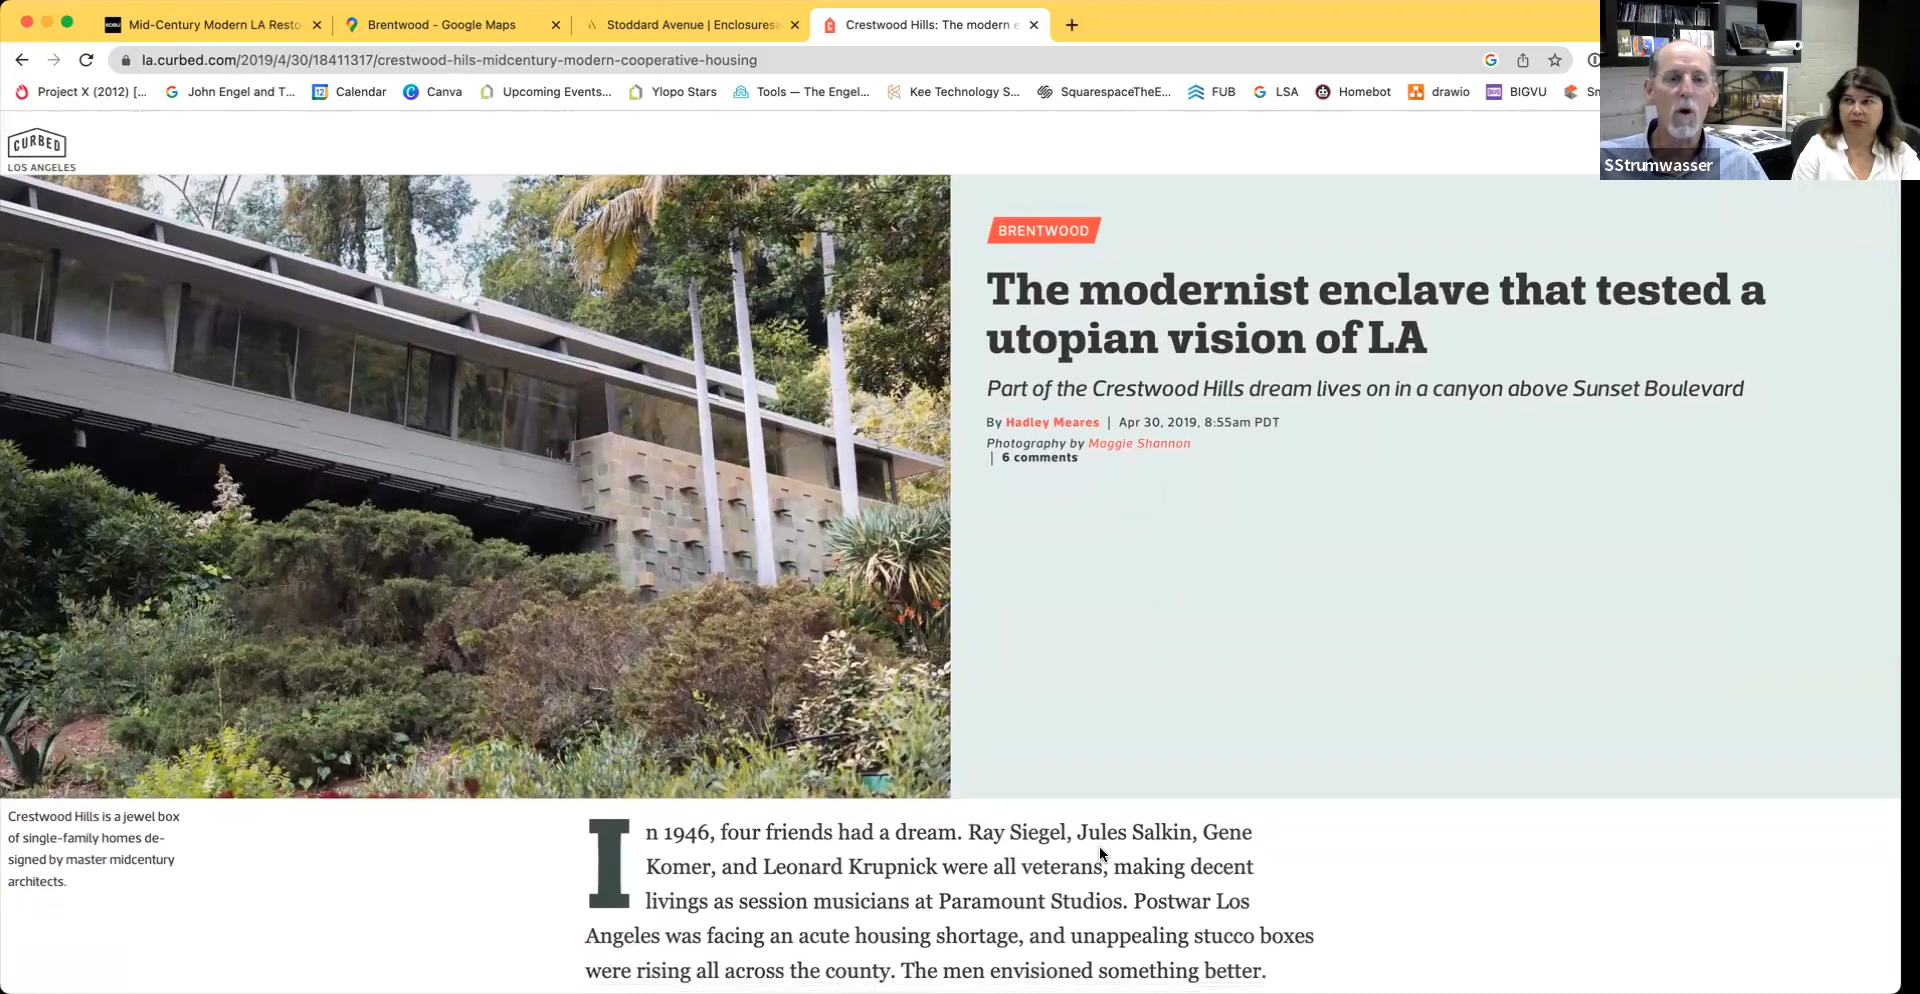 Mid-Century Modern LA Resto
Brentwood - Google Maps
Stoddard Avenue | Enclosures
Crestwood Hills: The modern e
la.curbed.com/2019/4/30/18411317/crestwood-hils-midcentury-modern-cooperative-housing
Project X (2012) [... John Engel and T... Calendar Canva Upcoming Events... Ylopo Stars Tools — The Engel... Kee Technology S... SquarespaceTheE... FUB LSA Homebot drawio BIGVU Sm
SStrumwasser
CURBED
LOS ANGELES
BRENTWOOD
The modernist enclave that tested a
utopian vision of LA
Part of the Crestwood Hills dream lives on in a canyon above Sunset Boulevard
By Hadley Meares | Apr 30, 2019, 8:55am PDT
Photography by Maggie Shannon
| 6 comments
Crestwood Hills is a jewel box
of single-family homes de-
signed by master midcentury
architects.
In 1946, four friends had a dream. Ray Siegel, Jules Salkin, Gene
Komer, and Leonard Krupnick were all veterans, making decent
livings as session musicians at Paramount Studios. Postwar Los
Angeles was facing an acute housing shortage, and unappealing stucco boxes
were rising all across the county. The men envisioned something better.